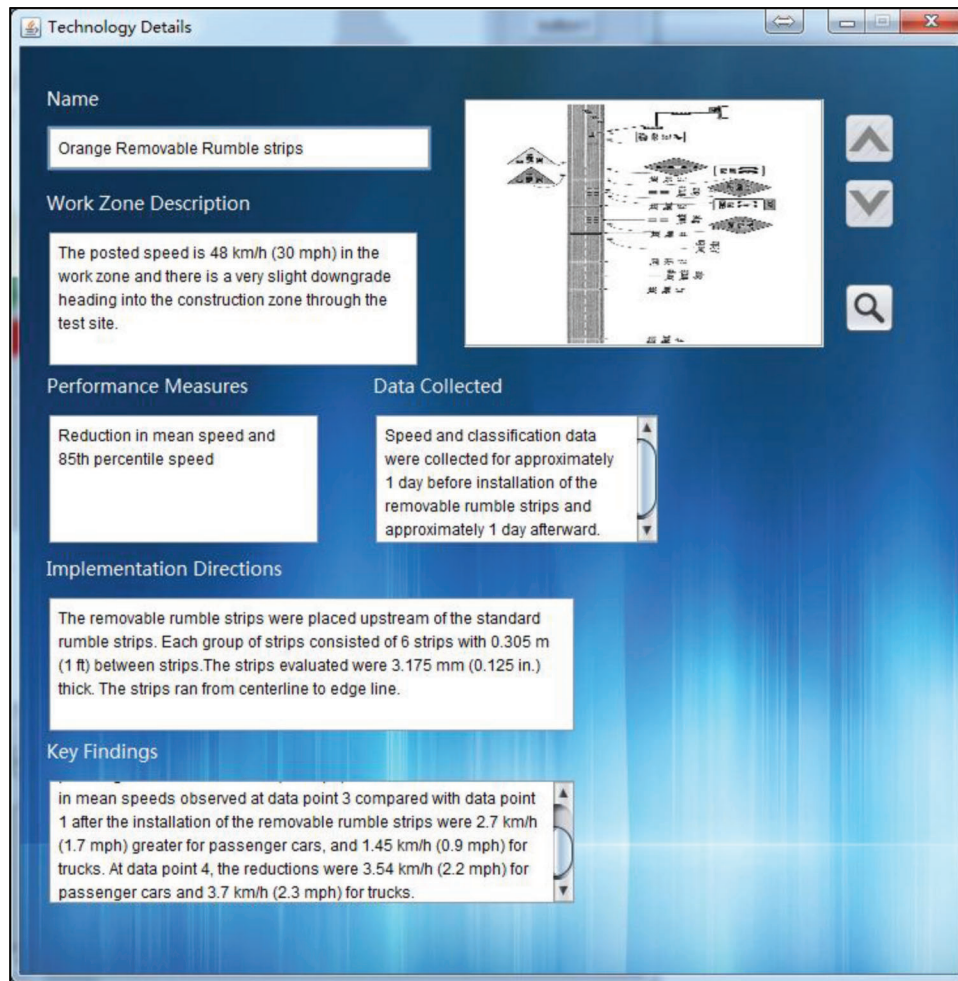 Technology Details
Name
Orange Removable Rumble strips
Work Zone Description
The posted speed is 48 km/h (30 mph) in the
work zone and there is a very slight downgrade
heading into the construction zone through the
test site.
Performance Measures
Reduction in mean speed and
85th percentile speed
Data Collected
Speed and classification data
were collected for approximately
1 day before installation of the
removable rumble strips and
approximately 1 day afterward.
Implementation Directions
The removable rumble strips were placed upstream of the standard
rumble strips. Each group of strips consisted of 6 strips with 0.305 m
(1 ft) between strips.The strips evaluated were 3.175 mm (0.125 in.)
thick. The strips ran from centerline to edge line.
Key Findings
in mean speeds observed at data point 3 compared with data point
1 after the installation of the removable rumble strips were 2.7 km/h
(1.7 mph) greater for passenger cars, and 1.45 km/h (0.9 mph) for
trucks. At data point 4, the reductions were 3.54 km/h (2.2 mph) for
passenger cars and 3.7 km/h (2.3 mph) for trucks.